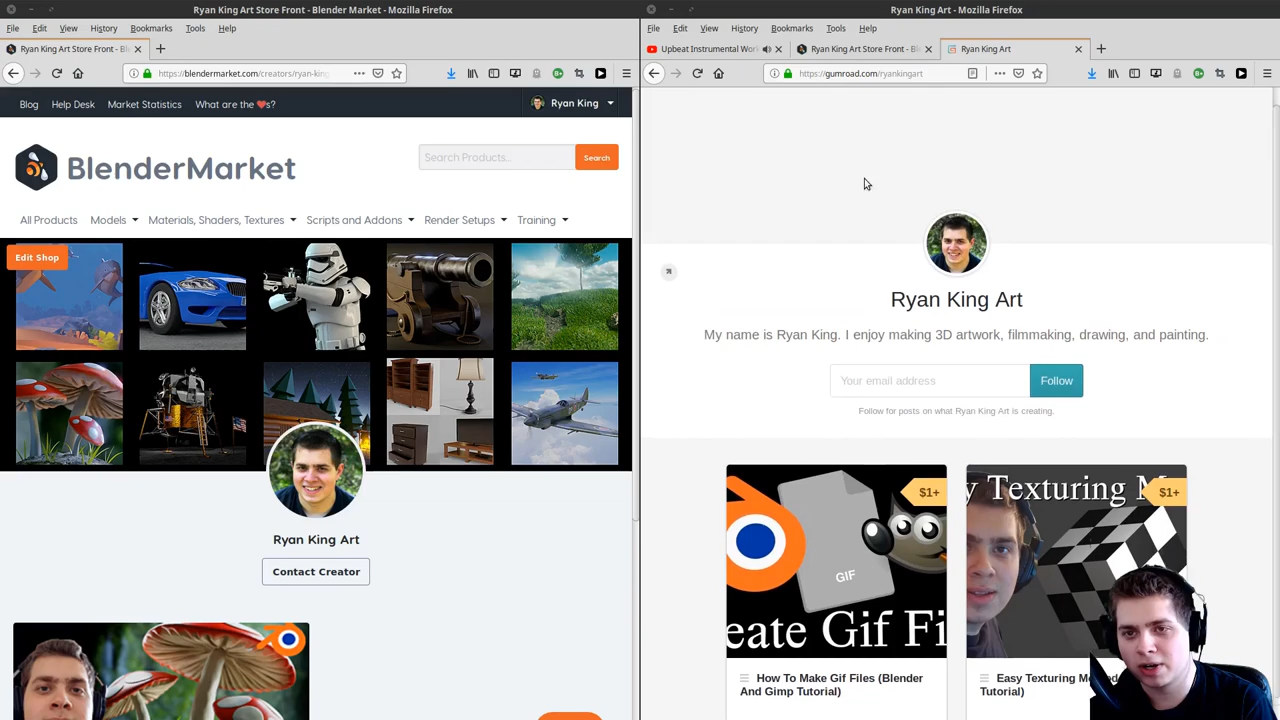 Ryan King Art Store Front - Blender Market - Mozilla Firefox
File Edit View History Bookmarks Tools Help
Ryan King Art Store Front - Ble
https://blendermarket.com/creators/ryan-king
Blog Help Desk Market Statistics What are the ❤s? Ryan King
BlenderMarket
Search Products... Search
All Products Models Materials, Shaders, Textures Scripts and Addons Render Setups Training
Edit Shop
Ryan King Art
Contact Creator
Ryan King Art - Mozilla Firefox
File Edit View History Bookmarks Tools Help
Upbeat Instrumental Wor
Ryan King Art Store Front - Ble
Ryan King Art
https://gumroad.com/ryankingart
Ryan King Art
My name is Ryan King. I enjoy making 3D artwork, filmmaking, drawing, and painting.
Your email address Follow
Follow for posts on what Ryan King Art is creating.
$1+
GIF
eate Gif Fi
How To Make Gif Files (Blender
And Gimp Tutorial)
y Texturing M
$1+
Easy Texturing
Tutorial)